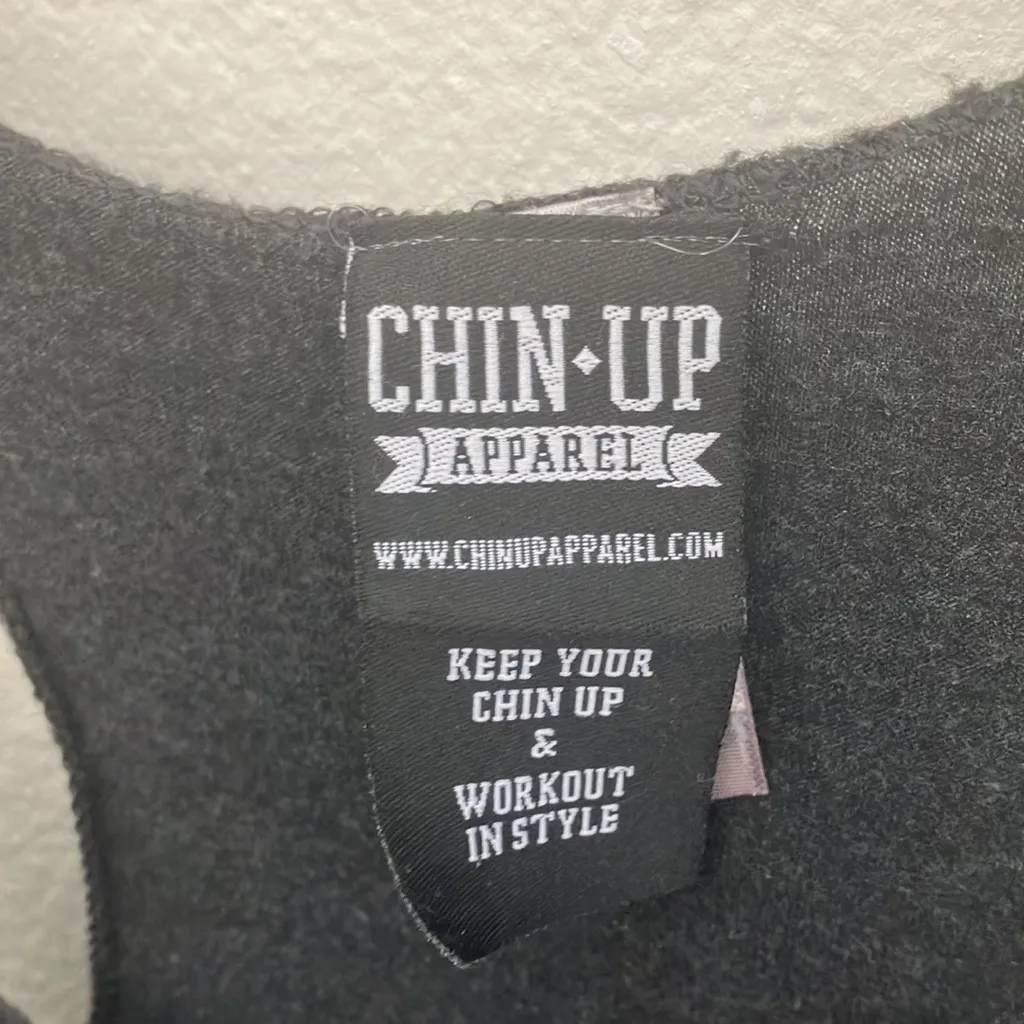 CHIN·UP
APPAREL
WWW.CHINUPAPPAREL.COM
KEEP YOUR
CHIN UP
&
WORKOUT
IN STYLE